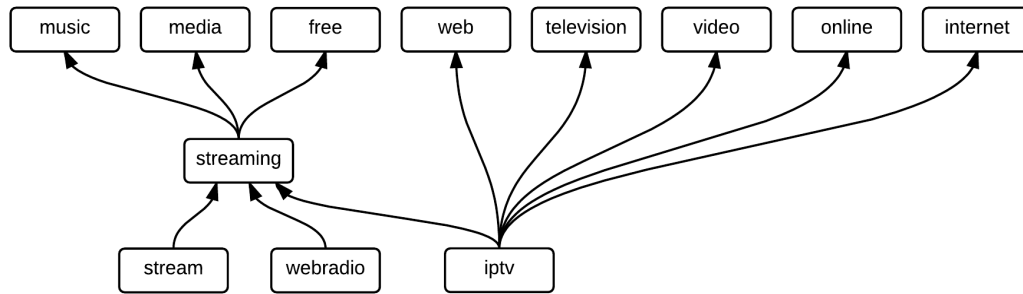 music
media
free
web
television
video
online
internet
streaming
stream
webradio
iptv